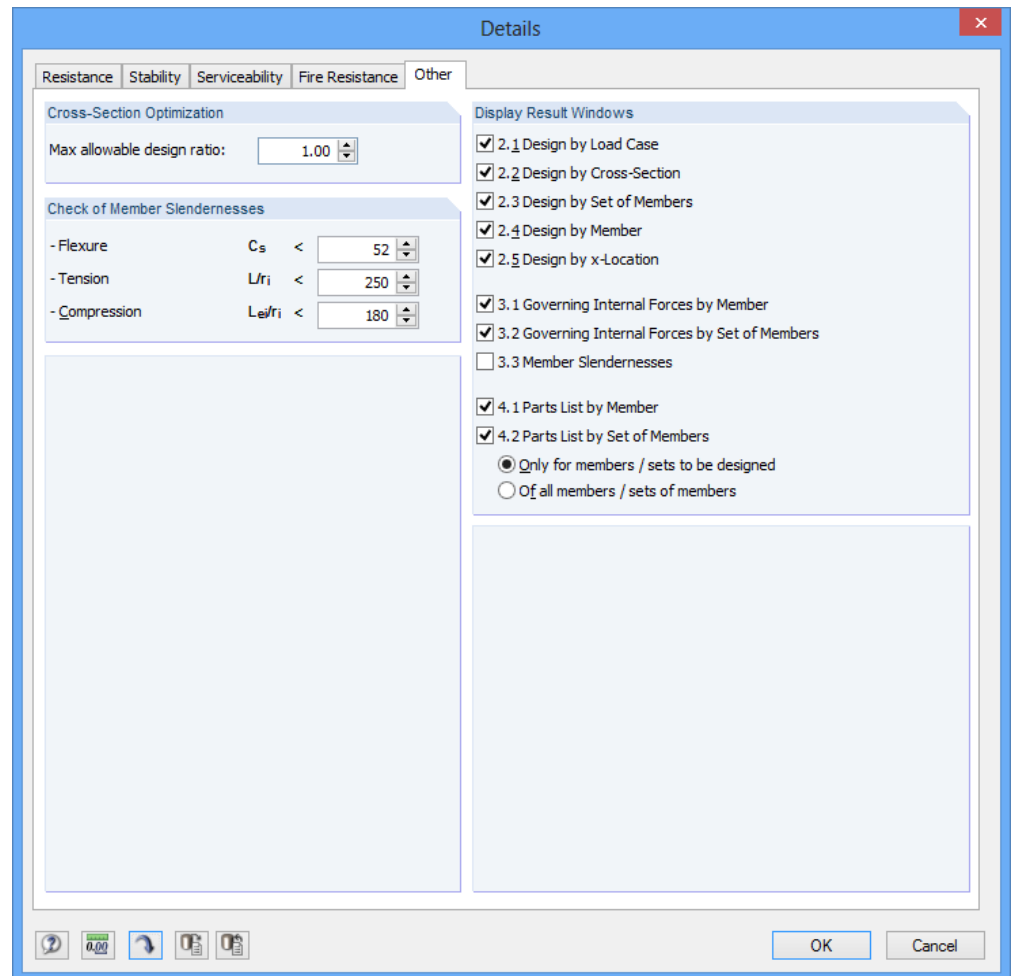 Details
Resistance Stability Serviceability Fire Resistance Other
Cross-Section Optimization
Max allowable design ratio: 1.00
Check of Member Slendernesses
- Flexure Cs < 52
- Tension L/ri < 250
- Compression Lei/ri < 180
Display Result Windows
2.1 Design by Load Case
2.2 Design by Cross-Section
2.3 Design by Set of Members
2.4 Design by Member
2.5 Design by x-Location
3.1 Governing Internal Forces by Member
3.2 Governing Internal Forces by Set of Members
3.3 Member Slendernesses
4.1 Parts List by Member
4.2 Parts List by Set of Members
Only for members / sets to be designed
Of all members / sets of members
0.00
OK Cancel